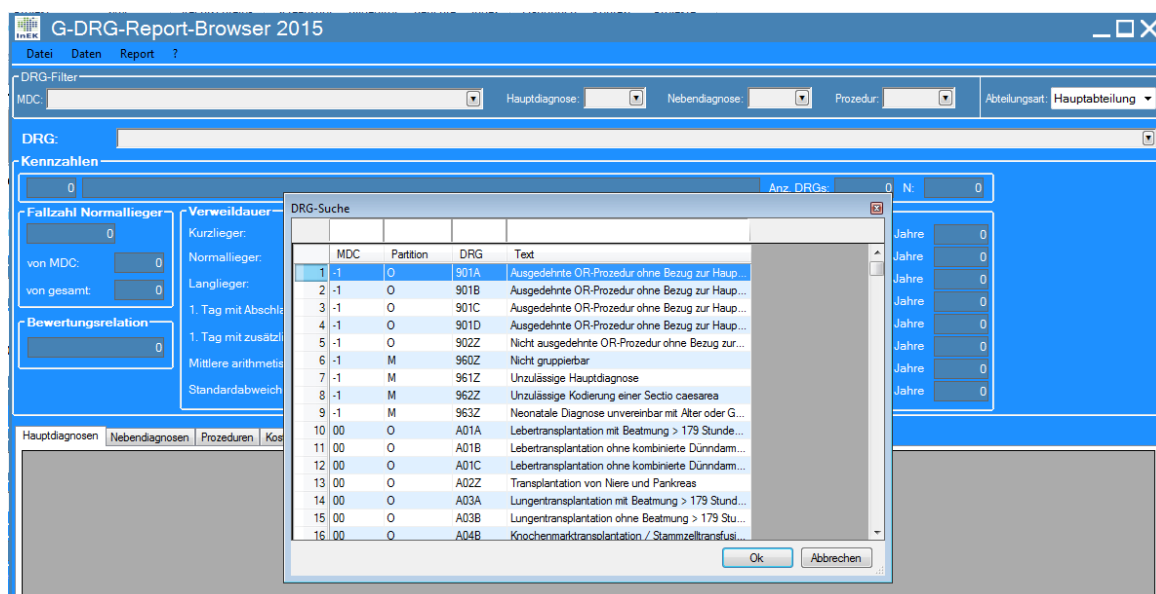 InEK G-DRG-Report-Browser 2015
Datei Daten Report ?
DRG-Filter
MDC: Hauptdiagnose: Nebendiagnose: Prozedur: Abteilungsart: Hauptabteilung
DRG:
Kennzahlen
0 Anz. DRGs: 0 N: 0
Fallzahl Normallieger
0
von MDC: 0
von gesamt: 0
Bewertungsrelation
0
Verweildauer
Kurzlieger:
Normallieger:
Langlieger:
1. Tag mit Abschla
1. Tag mit zusätzli
Mittlere arithmetis
Standardabweich
DRG-Suche
MDC Partition DRG Text
1 -1 O 901A Ausgedehnte OR-Prozedur ohne Bezug zur Haup...
2 -1 O 901B Ausgedehnte OR-Prozedur ohne Bezug zur Haup...
3 -1 O 901C Ausgedehnte OR-Prozedur ohne Bezug zur Haup...
4 -1 O 901D Ausgedehnte OR-Prozedur ohne Bezug zur Haup...
5 -1 O 902Z Nicht ausgedehnte OR-Prozedur ohne Bezug zur...
6 -1 M 960Z Nicht gruppierbar
7 -1 M 961Z Unzulässige Hauptdiagnose
8 -1 M 962Z Unzulässige Kodierung einer Sectio caesarea
9 -1 M 963Z Neonatale Diagnose unvereinbar mit Alter oder G...
10 00 O A01A Lebertransplantation mit Beatmung > 179 Stunde...
11 00 O A01B Lebertransplantation ohne kombinierte Dünndarm...
12 00 O A01C Lebertransplantation ohne kombinierte Dünndarm...
13 00 O A02Z Transplantation von Niere und Pankreas
14 00 O A03A Lungentransplantation mit Beatmung > 179 Stund...
15 00 O A03B Lungentransplantation ohne Beatmung > 179 Stu...
16 00 O A04B Knochenmarktransplantation / Stammzelltransfusi...
Ok Abbrechen
Jahre 0
Jahre 0
Jahre 0
Jahre 0
Jahre 0
Jahre 0
Jahre 0
Jahre 0
Hauptdiagnosen Nebendiagnosen Prozeduren Kos